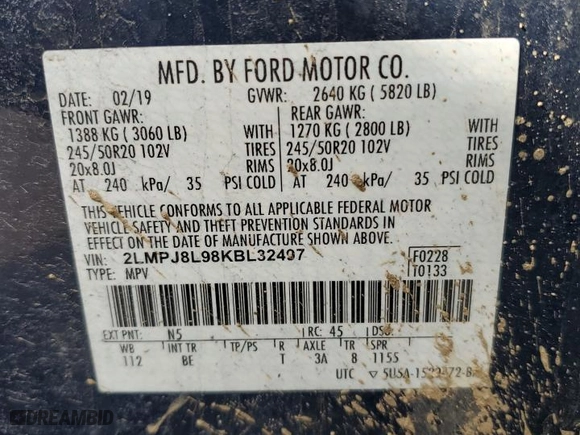 MFD. BY FORD MOTOR CO.
DATE: 02/19 GVWR: 2640 KG ( 5820 LB)
FRONT GAWR: REAR GAWR:
1388 KG ( 3060 LB) WITH 1270 KG ( 2800 LB) WITH
245/50R20 102V TIRES 245/50R20 102V TIRES
20x8.0J RIMS 20x8.0J RIMS
AT 240 kPa/ 35 PSI COLD AT 240 kPa/ 35 PSI COLD
THIS VEHICLE CONFORMS TO ALL APPLICABLE FEDERAL MOTOR
VEHICLE SAFETY AND THEFT PREVENTION STANDARDS IN
EFFECT ON THE DATE OF MANUFACTURE SHOWN ABOVE.
VIN: 2LMPJ8L98KBL32497 F0228
TYPE: MPV T0133
EXT PNT: N5 RC: 45 DSO:
WB INT TR TP/PS R AXLE TR SPR
112 BE T 3A 8 1155
UTC
DREAMBID